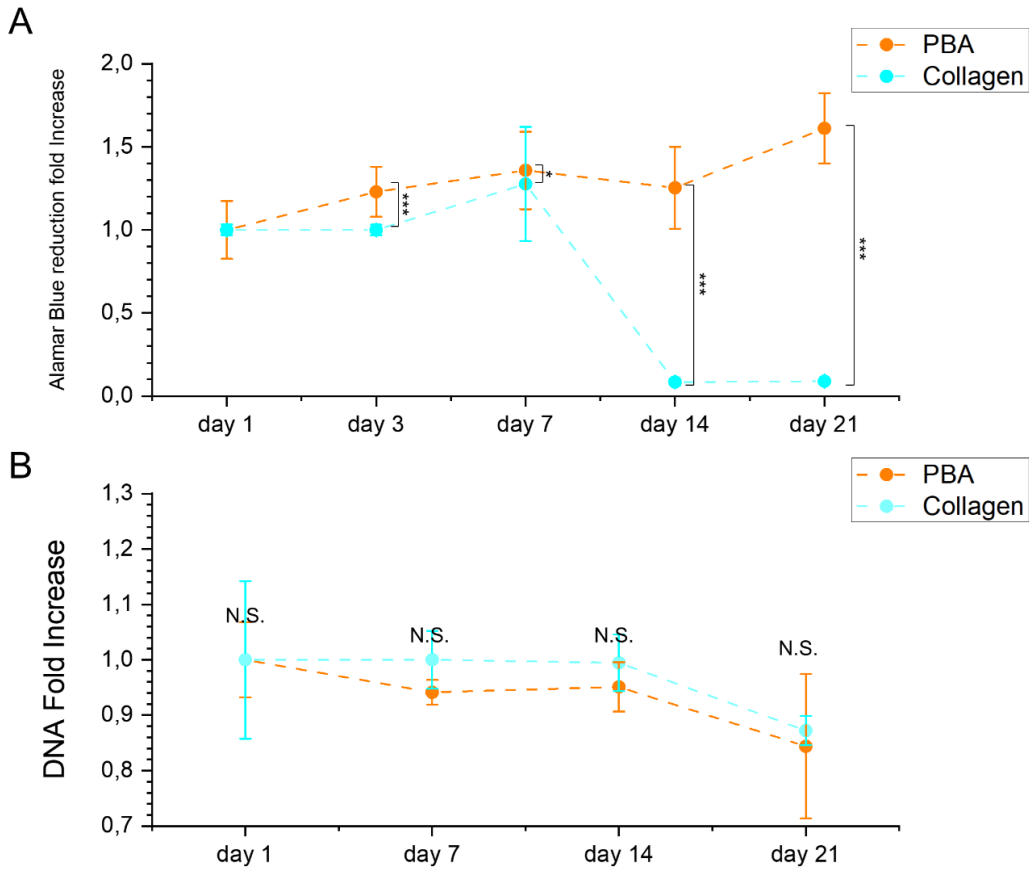 A
PBA
Collagen
Alamar Blue reduction fold Increase
2,0
1,5
1,0
0,5
0,0
***
*
***
***
day 1
day 3
day 7
day 14
day 21
B
PBA
Collagen
DNA Fold Increase
1,3
1,2
1,1
1,0
0,9
0,8
0,7
N.S.
N.S.
N.S.
N.S.
day 1
day 7
day 14
day 21